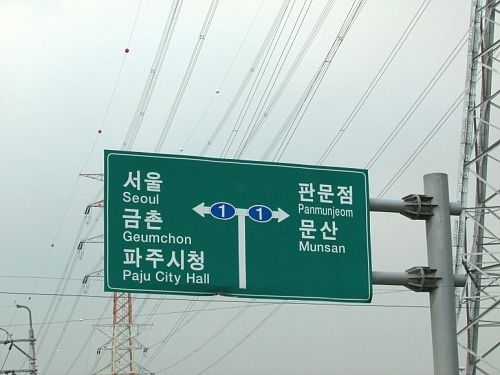 서울
Seoul
금촌
Geumchon
파주시청
Paju City Hall
1 1
판문점
Panmunjeom
문산
Munsan